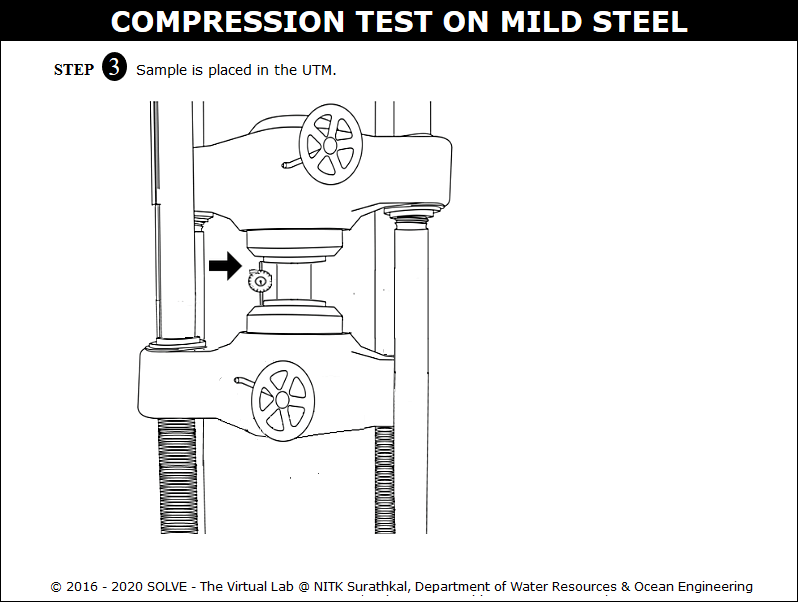 COMPRESSION TEST ON MILD STEEL
STEP 3 Sample is placed in the UTM.
© 2016 - 2020 SOLVE - The Virtual Lab @ NITK Surathkal, Department of Water Resources & Ocean Engineering